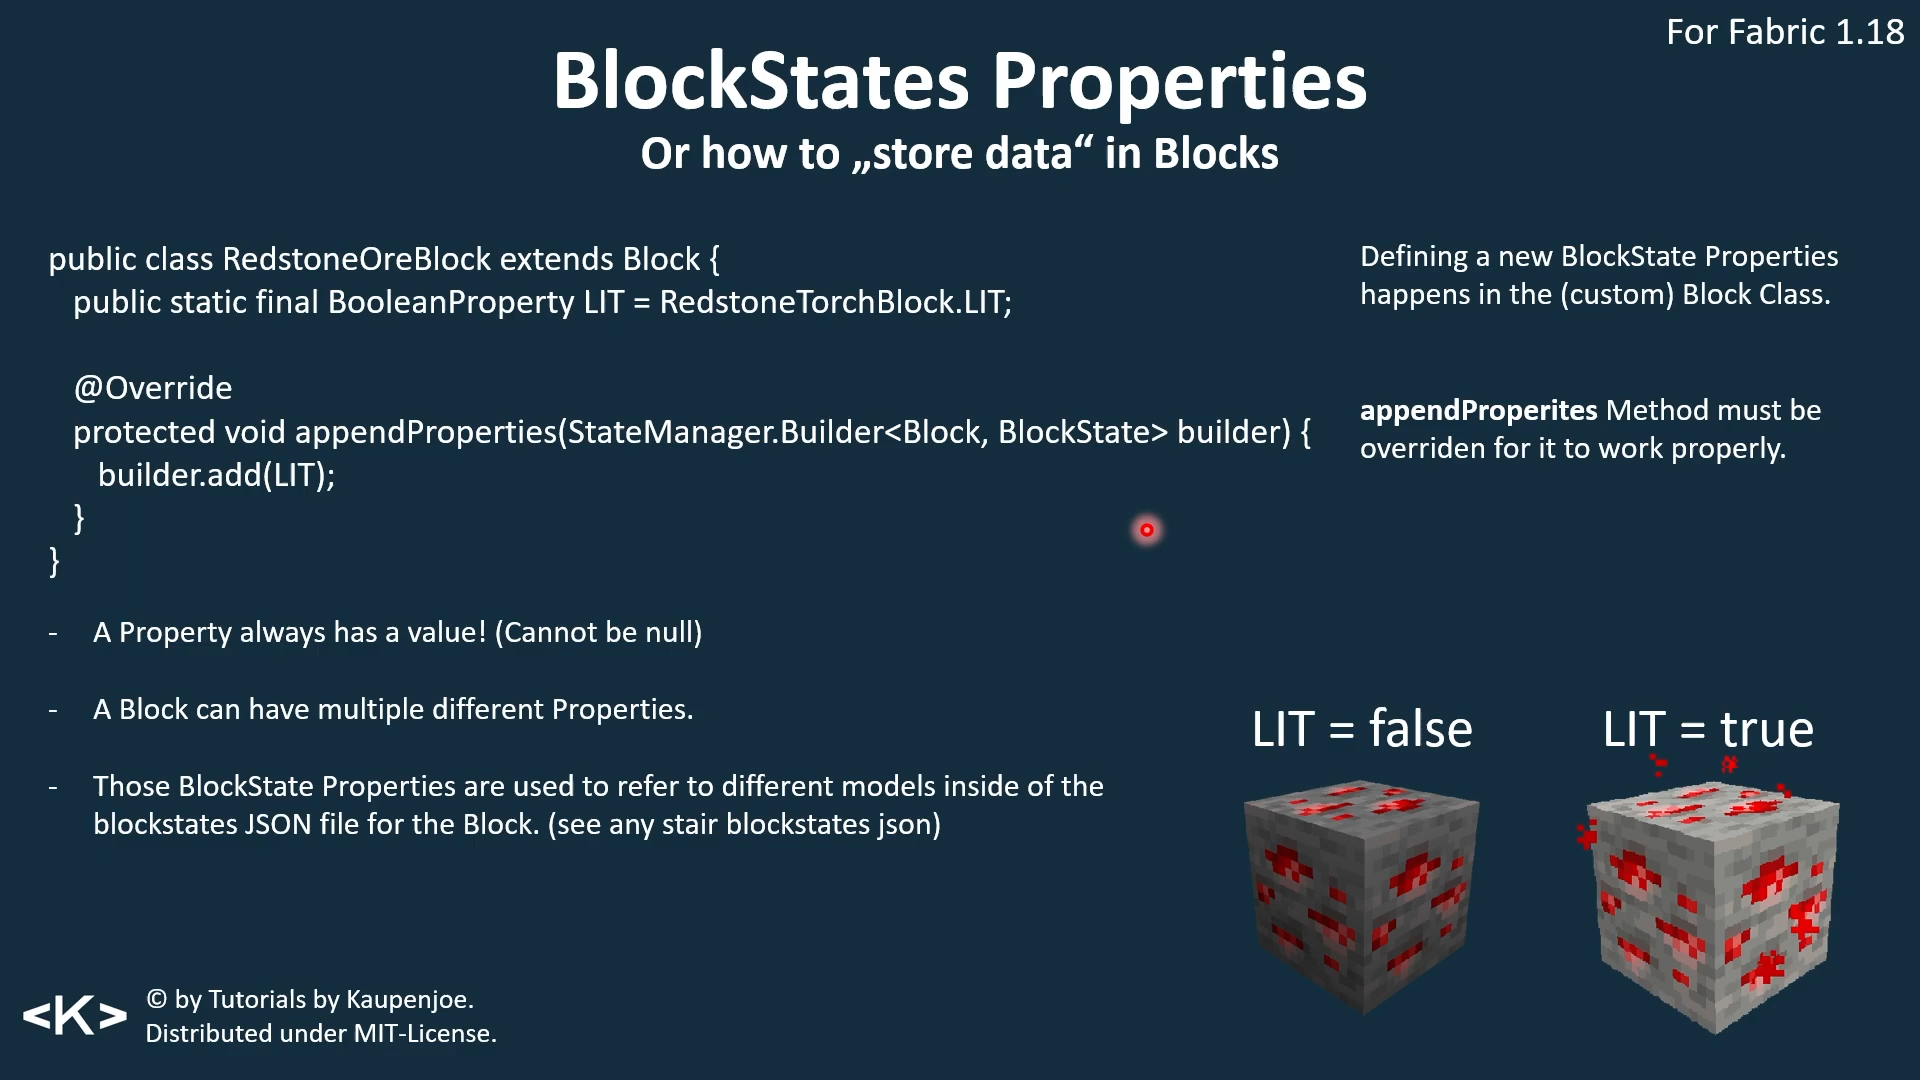 For Fabric 1.18
BlockStates Properties
Or how to „store data“ in Blocks
public class RedstoneOreBlock extends Block {
public static final BooleanProperty LIT = RedstoneTorchBlock.LIT;
@Override
protected void appendProperties(StateManager.Builder<Block, BlockState> builder) {
builder.add(LIT);
}
}
Defining a new BlockState Properties
happens in the (custom) Block Class.
appendProperites Method must be
overriden for it to work properly.
- A Property always has a value! (Cannot be null)
- A Block can have multiple different Properties.
- Those BlockState Properties are used to refer to different models inside of the
blockstates JSON file for the Block. (see any stair blockstates json)
LIT = false
LIT = true
<K>
© by Tutorials by Kaupenjoe.
Distributed under MIT-License.